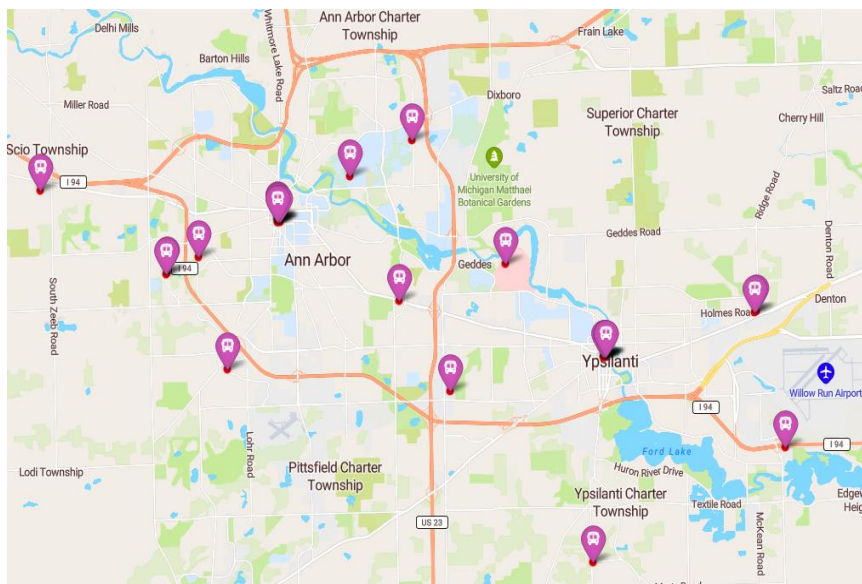 Ann Arbor Charter
Township
Delhi Mills
Whitmore Lake Road
Frain Lake
Barton Hills
Saltz Road
Miller Road
Dixboro
Superior Charter
Township
Cherry Hill
Scio Township
University of
Michigan Matthaei
Botanical Gardens
I 94
Ridge Road
Geddes Road
Denton Road
Ann Arbor
Geddes
I 94
South Zeeb Road
Denton
Holmes Road
Ypsilanti
Willow Run Airport
I 94
Lohr Road
Ford Lake
I 94
Lodi Township
Pittsfield Charter
Township
Huron River Drive
Ypsilanti Charter
Township
Textile Road
McKean Road
US 23